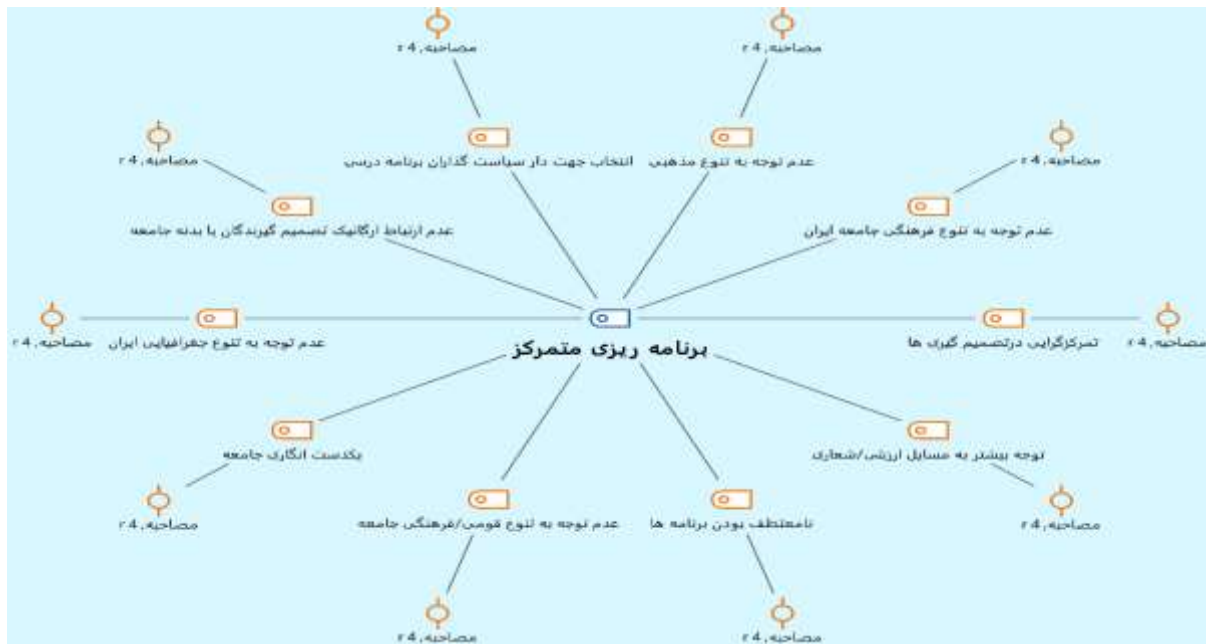 مصاحبه, r 4
مصاحبه, r 4
انتخاب جهت دار سیاست گذاران برنامه درسی
عدم توجه به تنوع مذهبی
مصاحبه, r 4
مصاحبه, r 4
عدم ارتباط ارگانیک تصمیم گیرندگان با بدنه جامعه
عدم توجه به تنوع فرهنگی جامعه ایران
مصاحبه, r 4
عدم توجه به تنوع جغرافیایی ایران
برنامه ریزی متمرکز
تمرکزگرایی درتصمیم گیری ها
مصاحبه, r 4
یکدست انگاری جامعه
توجه بیشتر به مسایل ارزشی/شعاری
مصاحبه, r 4
عدم توجه به تنوع قومی/فرهنگی جامعه
نامعتطف بودن برنامه ها
مصاحبه, r 4
مصاحبه, r 4
مصاحبه, r 4